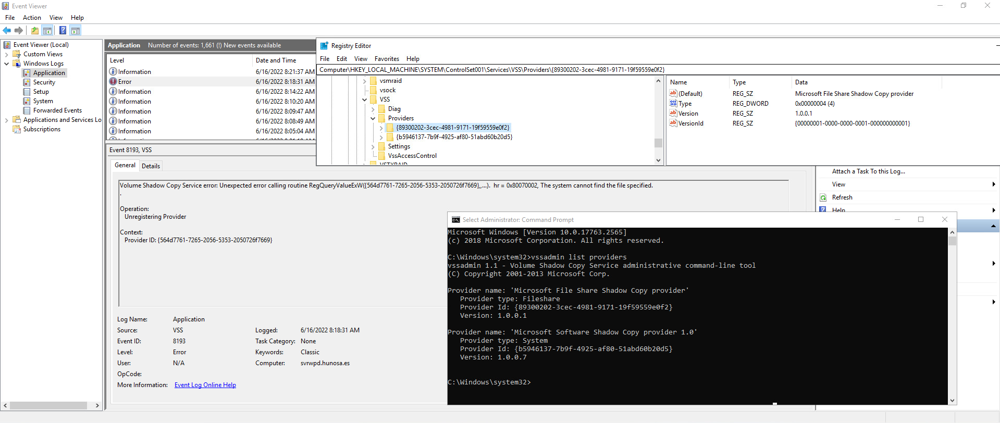 Event Viewer
File Action View Help
Event Viewer (Local)
Custom Views
Windows Logs
Application
Security
Setup
System
Forwarded Events
Applications and Services Lo
Subscriptions
Application Number of events: 1,661 (!) New events available
Level Date and Time
Information 6/16/2022 8:21:37 AM
Error 6/16/2022 8:18:31 AM
Information 6/16/2022 8:14:22 AM
Information 6/16/2022 8:10:20 AM
Information 6/16/2022 8:09:47 AM
Information 6/16/2022 8:08:49 AM
Information 6/16/2022 8:05:04 AM
Event 8193, VSS
General Details
Volume Shadow Copy Service error: Unexpected error calling routine RegQueryValueExW({564d7761-7265-2056-5353-2050726f7669},,...). hr = 0x80070002, The system cannot find the file specified.
.
Operation:
Unregistering Provider
Context:
Provider ID: {564d7761-7265-2056-5353-2050726f7669}
Log Name: Application
Source: VSS Logged: 6/16/2022 8:18:31 AM
Event ID: 8193 Task Category: None
Level: Error Keywords: Classic
User: N/A Computer: svrwpd.hunosa.es
OpCode:
More Information: Event Log Online Help
Registry Editor
File Edit View Favorites Help
Computer\HKEY_LOCAL_MACHINE\SYSTEM\ControlSet001\Services\VSS\Providers\{89300202-3cec-4981-9171-19f59559e0f2}
vsmraid
vsock
VSS
Diag
Providers
{89300202-3cec-4981-9171-19f59559e0f2}
{b5946137-7b9f-4925-af80-51abd60b20d5}
Settings
VssAccessControl
VSTXRAID
Name Type Data
(Default) REG_SZ Microsoft File Share Shadow Copy provider
Type REG_DWORD 0x00000004 (4)
Version REG_SZ 1.0.0.1
VersionId REG_SZ {00000001-0000-0000-0001-000000000001}
Attach a Task To this Log...
View
Refresh
Help
Select Administrator: Command Prompt
Microsoft Windows [Version 10.0.17763.2565]
(c) 2018 Microsoft Corporation. All rights reserved.
C:\Windows\system32>vssadmin list providers
vssadmin 1.1 - Volume Shadow Copy Service administrative command-line tool
(C) Copyright 2001-2013 Microsoft Corp.
Provider name: 'Microsoft File Share Shadow Copy provider'
Provider type: Fileshare
Provider Id: {89300202-3cec-4981-9171-19f59559e0f2}
Version: 1.0.0.1
Provider name: 'Microsoft Software Shadow Copy provider 1.0'
Provider type: System
Provider Id: {b5946137-7b9f-4925-af80-51abd60b20d5}
Version: 1.0.0.7
C:\Windows\system32>